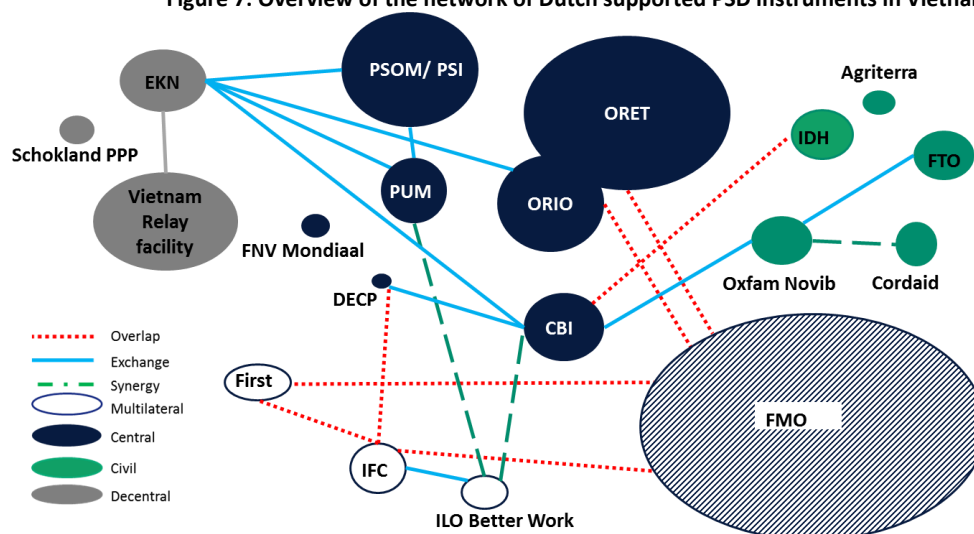 Figure 7: Overview of the network of Dutch supported PSD instruments in Vietnam
EKN
PSOM/ PSI
ORET
Agriterra
IDH
FTO
Schokland PPP
Vietnam
Relay
facility
PUM
ORIO
FNV Mondiaal
Oxfam Novib
Cordaid
DECP
CBI
Overlap
Exchange
Synergy
Multilateral
Central
Civil
Decentral
First
FMO
IFC
ILO Better Work